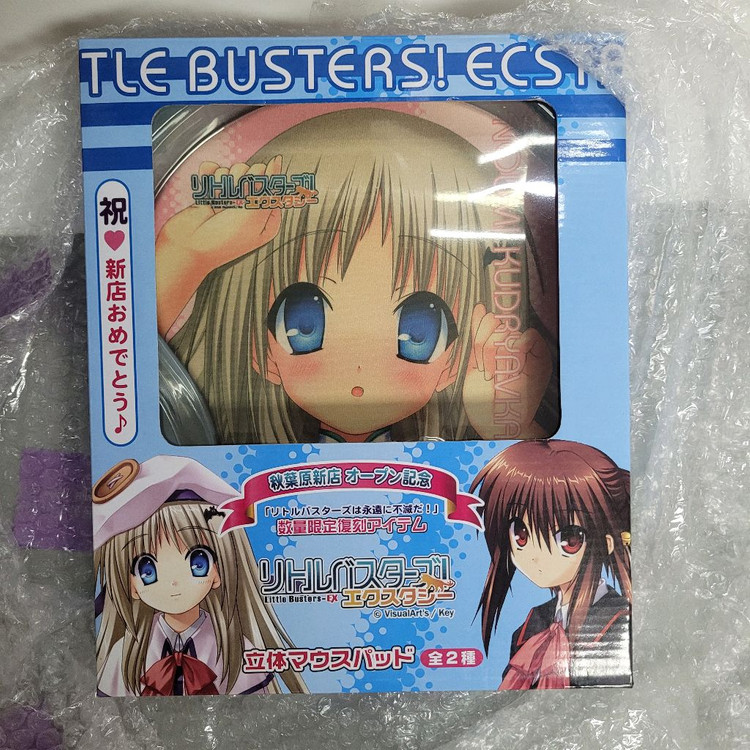 TLE BUSTERS! ECST
リトルバスターズ!
Little Busters-EX
エクスタシー
NOUMI KUDRYAVKA
祝♥新店おめでとう♪
秋葉原新店 オープン記念
「リトルバスターズは永遠に不滅だ!」
数量限定復刻アイテム
リトルバスターズ!
Little Busters-EX
エクスタシー
© VisualArt's / Key
立体マウスパッド 全2種